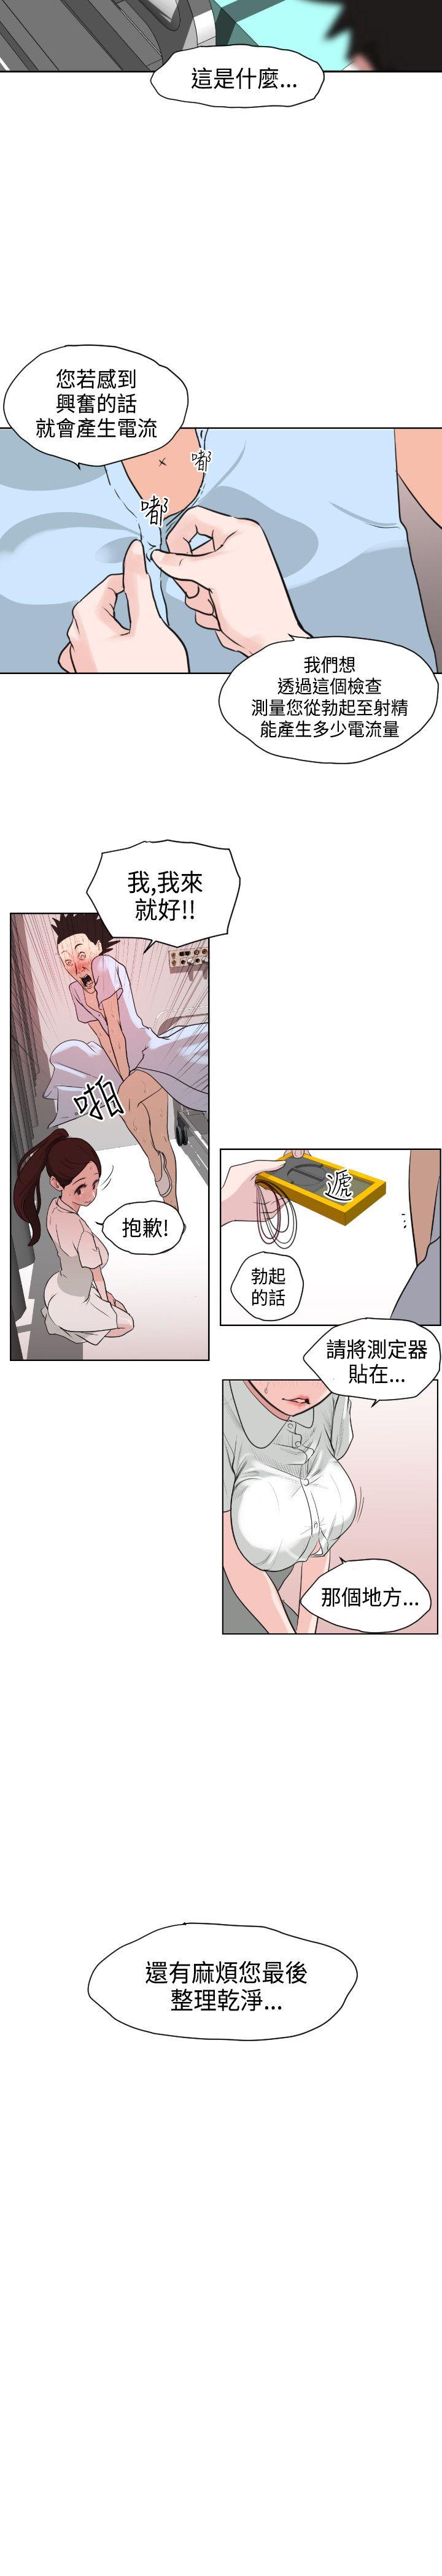 這是什麼...
您若感到
興奮的話
就會產生電流
嘟
嘟
我們想
透過這個檢查
測量您從勃起至射精
能產生多少電流量
我,我來
就好!!
啪
抱歉!
遞
勃起
的話
請將測定器
貼在...
那個地方...
還有麻煩您最後
整理乾淨...